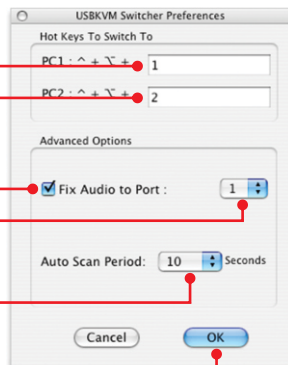 USBKVM Switcher Preferences
Hot Keys To Switch To
PC1 : ^ + ⌥ + 1
PC2 : ^ + ⌥ + 2
Advanced Options
Fix Audio to Port : 1
Auto Scan Period: 10 Seconds
Cancel OK